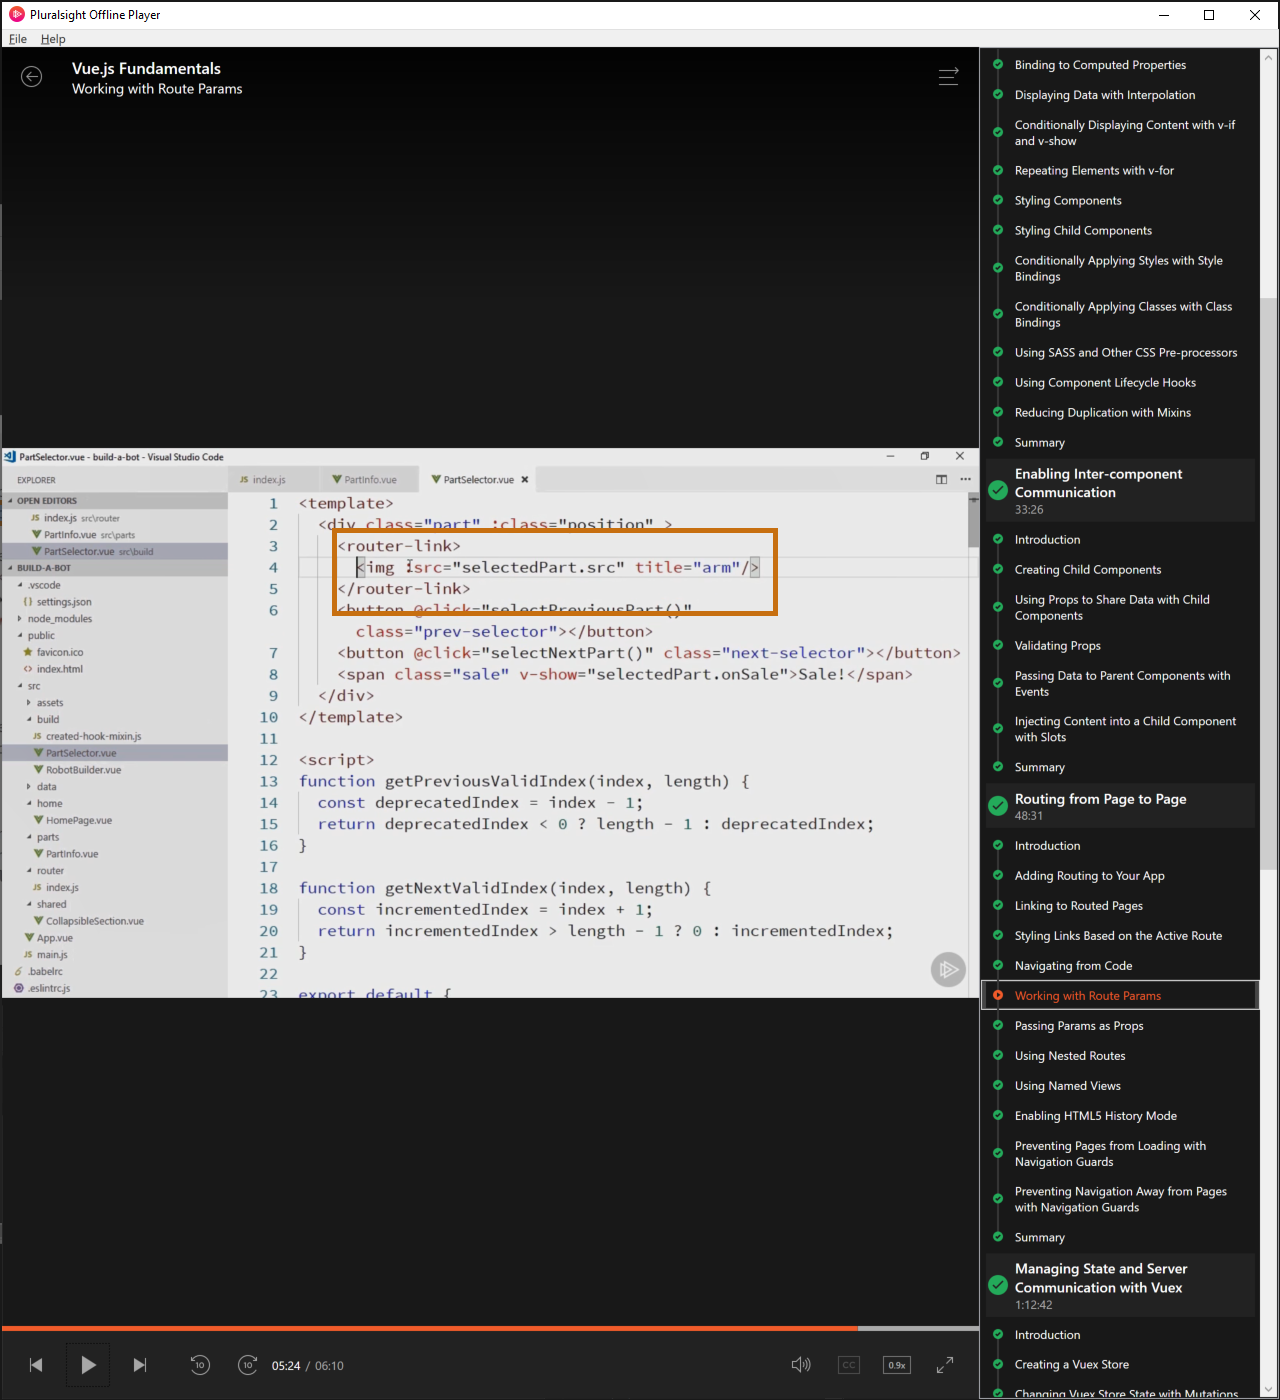 Pluralsight Offline Player
File Help
Vue.js Fundamentals
Working with Route Params
PartSelector.vue - build-a-bot - Visual Studio Code
EXPLORER
OPEN EDITORS
JS index.js src\router
PartInfo.vue src\parts
PartSelector.vue src\build
BUILD-A-BOT
.vscode
{} settings.json
node_modules
public
favicon.ico
<> index.html
src
assets
build
JS created-hook-mixin.js
PartSelector.vue
RobotBuilder.vue
data
home
HomePage.vue
parts
PartInfo.vue
router
JS index.js
shared
CollapsibleSection.vue
App.vue
JS main.js
.babelrc
.eslintrc.js
JS index.js
PartInfo.vue
PartSelector.vue
1 <template>
2 <div class="part" :class="position" >
3 <router-link>
4 <img :src="selectedPart.src" title="arm"/>
5 </router-link>
6 <button @click="selectPreviousPart()"
class="prev-selector"></button>
7 <button @click="selectNextPart()" class="next-selector"></button>
8 <span class="sale" v-show="selectedPart.onSale">Sale!</span>
9 </div>
10 </template>
11
12 <script>
13 function getPreviousValidIndex(index, length) {
14 const deprecatedIndex = index - 1;
15 return deprecatedIndex < 0 ? length - 1 : deprecatedIndex;
16 }
17
18 function getNextValidIndex(index, length) {
19 const incrementedIndex = index + 1;
20 return incrementedIndex > length - 1 ? 0 : incrementedIndex;
21 }
22
23 export default {
10
10
05:24 / 06:10
CC
0.9x
Binding to Computed Properties
Displaying Data with Interpolation
Conditionally Displaying Content with v-if
and v-show
Repeating Elements with v-for
Styling Components
Styling Child Components
Conditionally Applying Styles with Style
Bindings
Conditionally Applying Classes with Class
Bindings
Using SASS and Other CSS Pre-processors
Using Component Lifecycle Hooks
Reducing Duplication with Mixins
Summary
Enabling Inter-component
Communication
33:26
Introduction
Creating Child Components
Using Props to Share Data with Child
Components
Validating Props
Passing Data to Parent Components with
Events
Injecting Content into a Child Component
with Slots
Summary
Routing from Page to Page
48:31
Introduction
Adding Routing to Your App
Linking to Routed Pages
Styling Links Based on the Active Route
Navigating from Code
Working with Route Params
Passing Params as Props
Using Nested Routes
Using Named Views
Enabling HTML5 History Mode
Preventing Pages from Loading with
Navigation Guards
Preventing Navigation Away from Pages
with Navigation Guards
Summary
Managing State and Server
Communication with Vuex
1:12:42
Introduction
Creating a Vuex Store
Changing Vuex Store State with Mutations